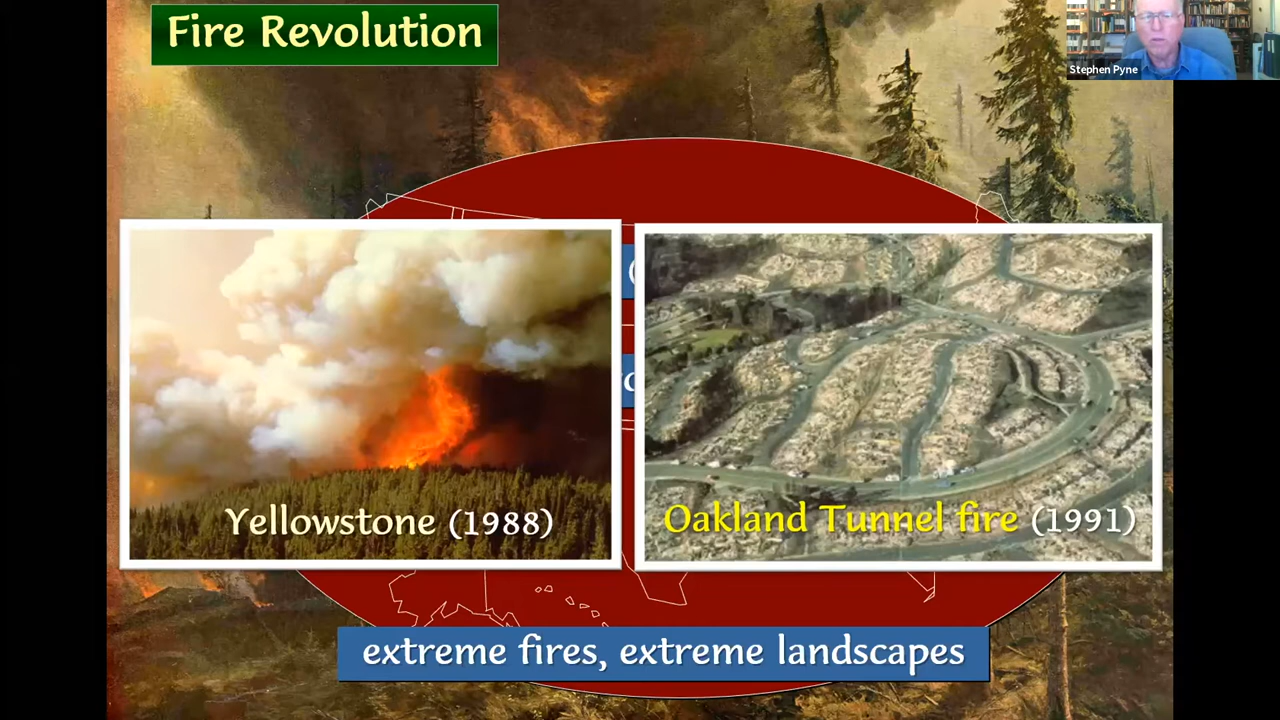 Fire Revolution
Stephen Pyne
Yellowstone (1988)
Oakland Tunnel fire (1991)
extreme fires, extreme landscapes